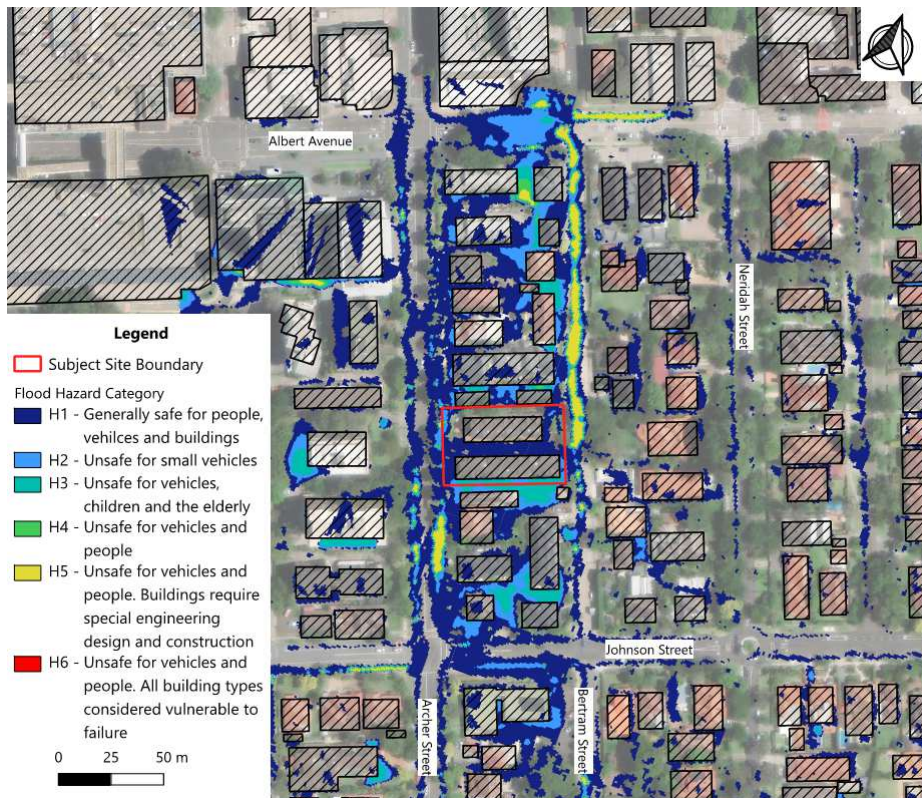 Albert Avenue
Neridah Street
Legend
Subject Site Boundary
Flood Hazard Category
H1 - Generally safe for people,
vehilces and buildings
H2 - Unsafe for small vehicles
H3 - Unsafe for vehicles,
children and the elderly
H4 - Unsafe for vehicles and
people
H5 - Unsafe for vehicles and
people. Buildings require
special engineering
design and construction
H6 - Unsafe for vehicles and
people. All building types
considered vulnerable to
failure
0 25 50 m
Johnson Street
Archer Street
Bertram Street